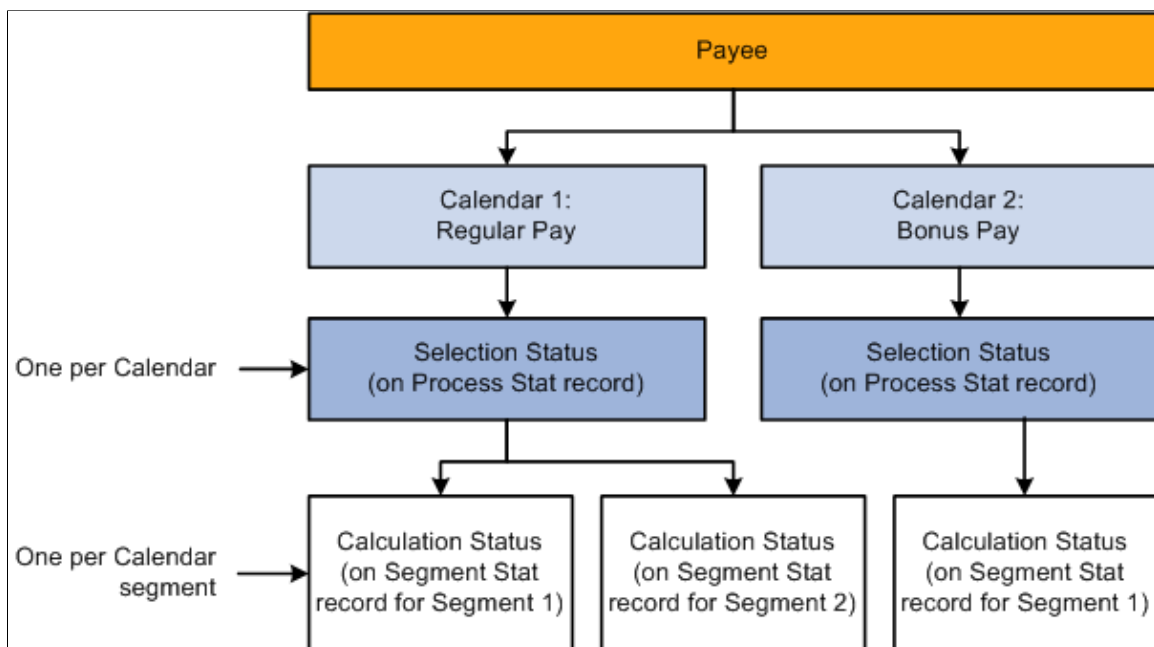 Payee
Calendar 1:
Regular Pay
Calendar 2:
Bonus Pay
One per Calendar
Selection Status
(on Process Stat record)
Selection Status
(on Process Stat record)
One per Calendar
segment
Calculation Status
(on Segment Stat
record for Segment 1)
Calculation Status
(on Segment Stat
record for Segment 2)
Calculation Status
(on Segment Stat
record for Segment 1)